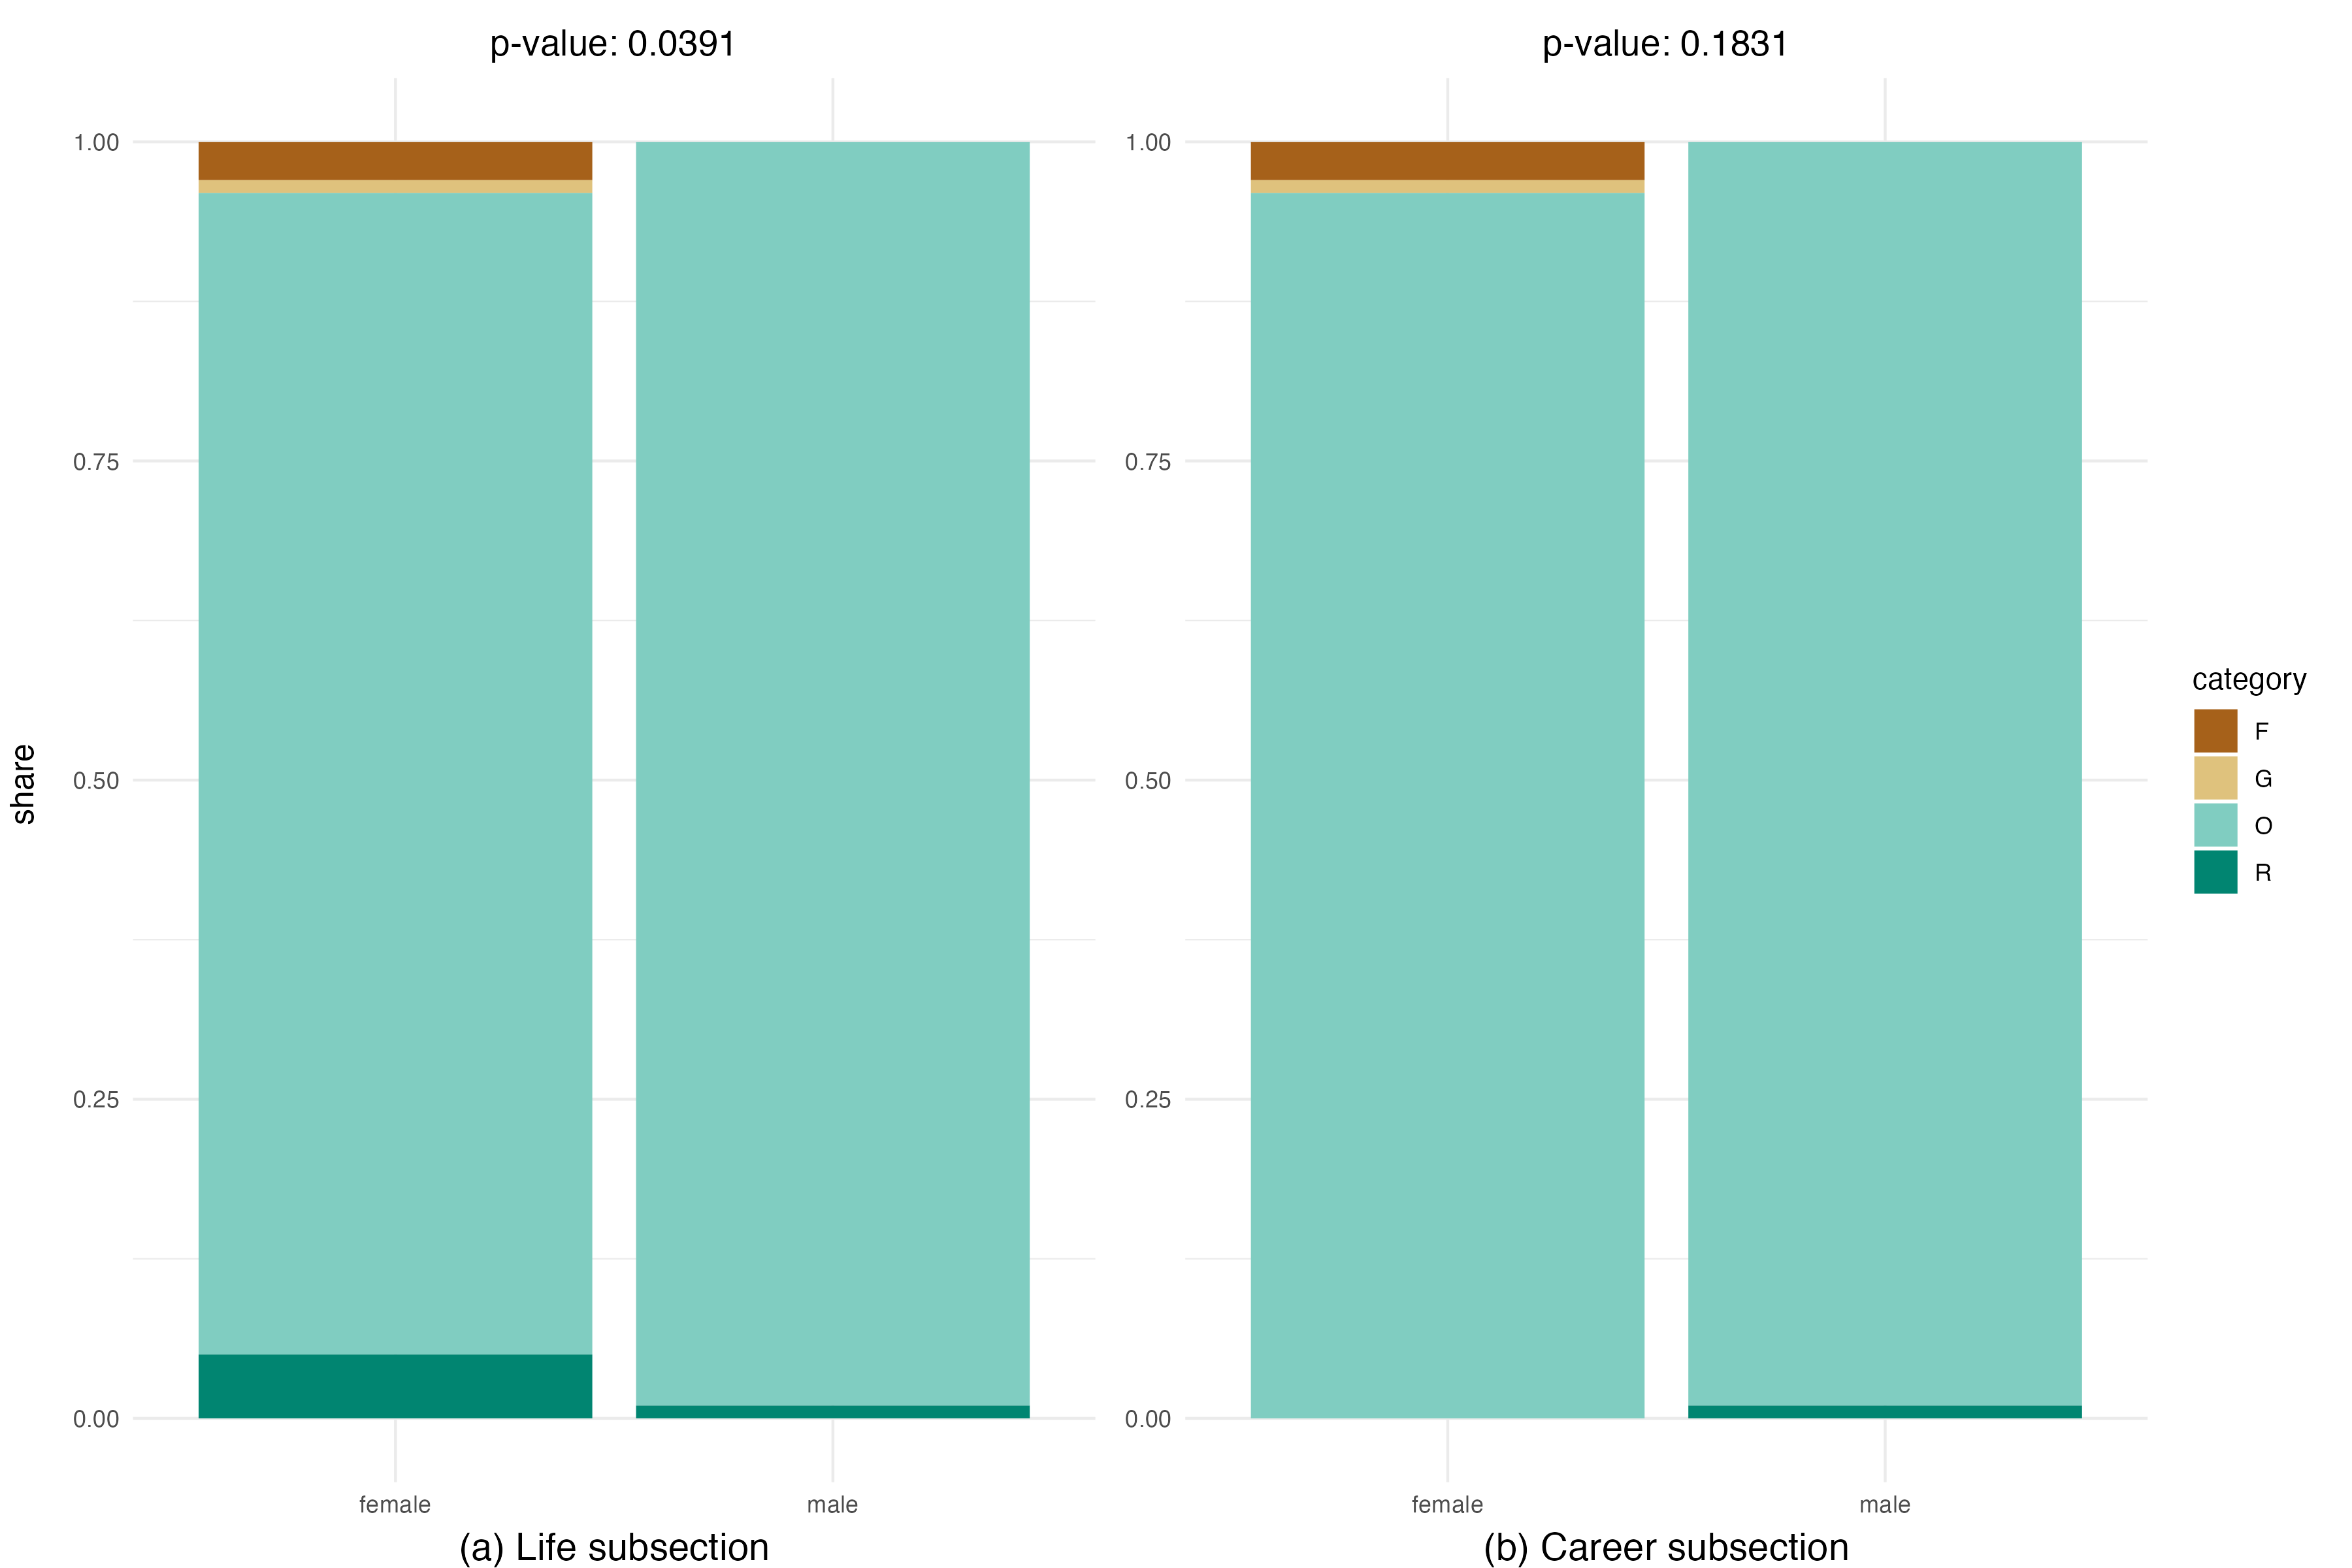 p-value: 0.0391
p-value: 0.1831
share
1.00
0.75
0.50
0.25
0.00
female
male
(a) Life subsection
1.00
0.75
0.50
0.25
0.00
female
male
(b) Career subsection
category
F
G
O
R